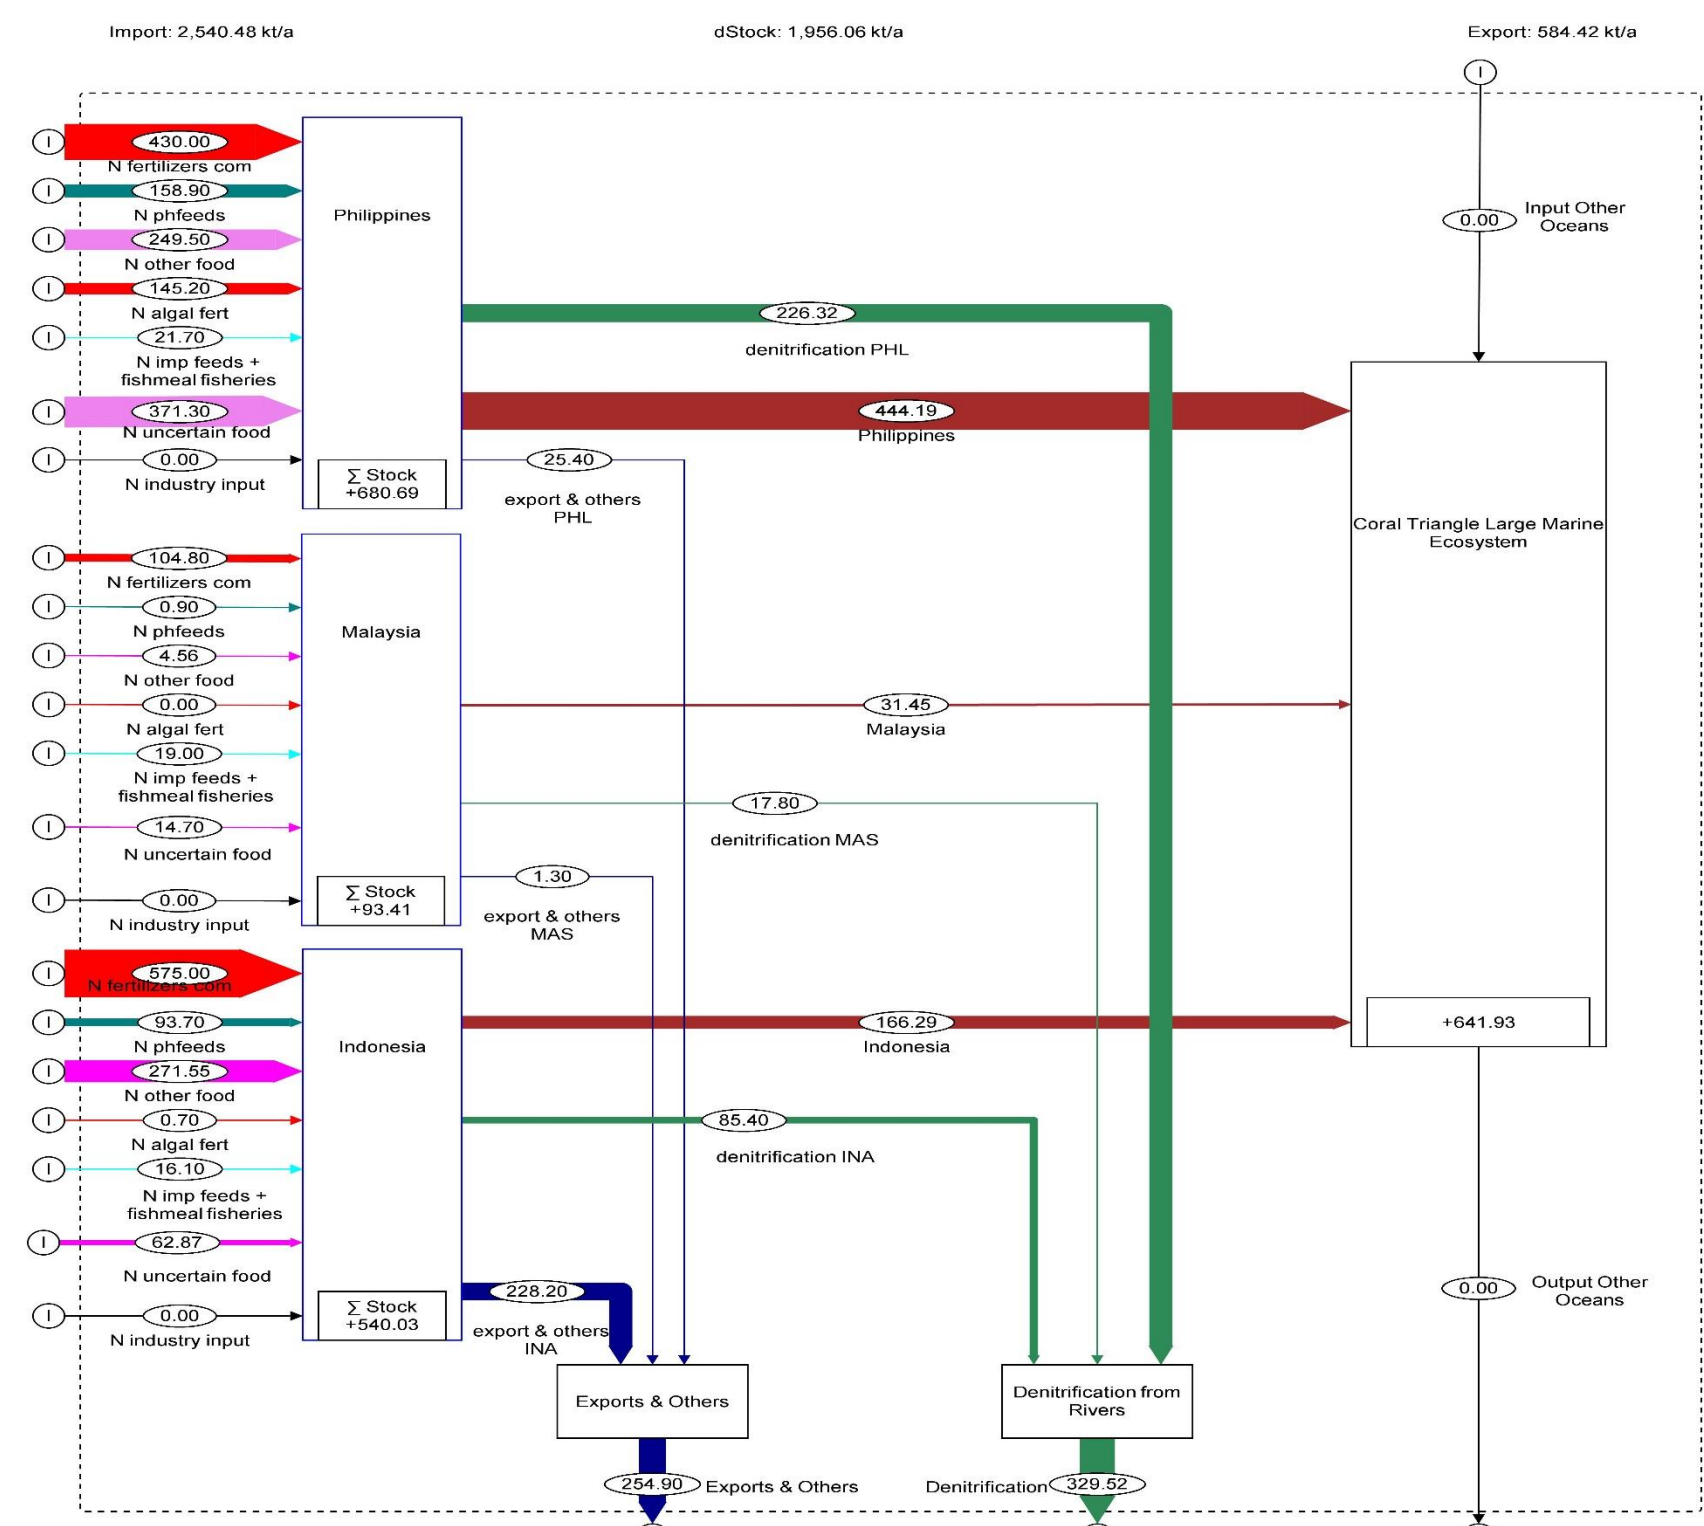 Import: 2,540.48 kt/a
dStock: 1,956.06 kt/a
Export: 584.42 kt/a
I
I
430.00
N fertilizers com
I
158.90
N phfeeds
Philippines
I
249.50
N other food
I
145.20
N algal fert
I
21.70
N imp feeds +
fishmeal fisheries
I
371.30
N uncertain food
I
0.00
N industry input
∑ Stock
+680.69
226.32
denitrification PHL
444.19
Philippines
25.40
export & others
PHL
0.00
Input Other
Oceans
Coral Triangle Large Marine
Ecosystem
I
104.80
N fertilizers com
I
0.90
N phfeeds
Malaysia
I
4.56
N other food
I
0.00
N algal fert
I
19.00
N imp feeds +
fishmeal fisheries
I
14.70
N uncertain food
I
0.00
N industry input
∑ Stock
+93.41
31.45
Malaysia
17.80
denitrification MAS
1.30
export & others
MAS
I
575.00
N fertilizers com
I
93.70
N phfeeds
Indonesia
I
271.55
N other food
I
0.70
N algal fert
I
16.10
N imp feeds +
fishmeal fisheries
I
62.87
N uncertain food
I
0.00
N industry input
∑ Stock
+540.03
166.29
Indonesia
+641.93
85.40
denitrification INA
228.20
export & others
INA
0.00
Output Other
Oceans
Exports & Others
Denitrification from
Rivers
254.90
Exports & Others
Denitrification
329.52